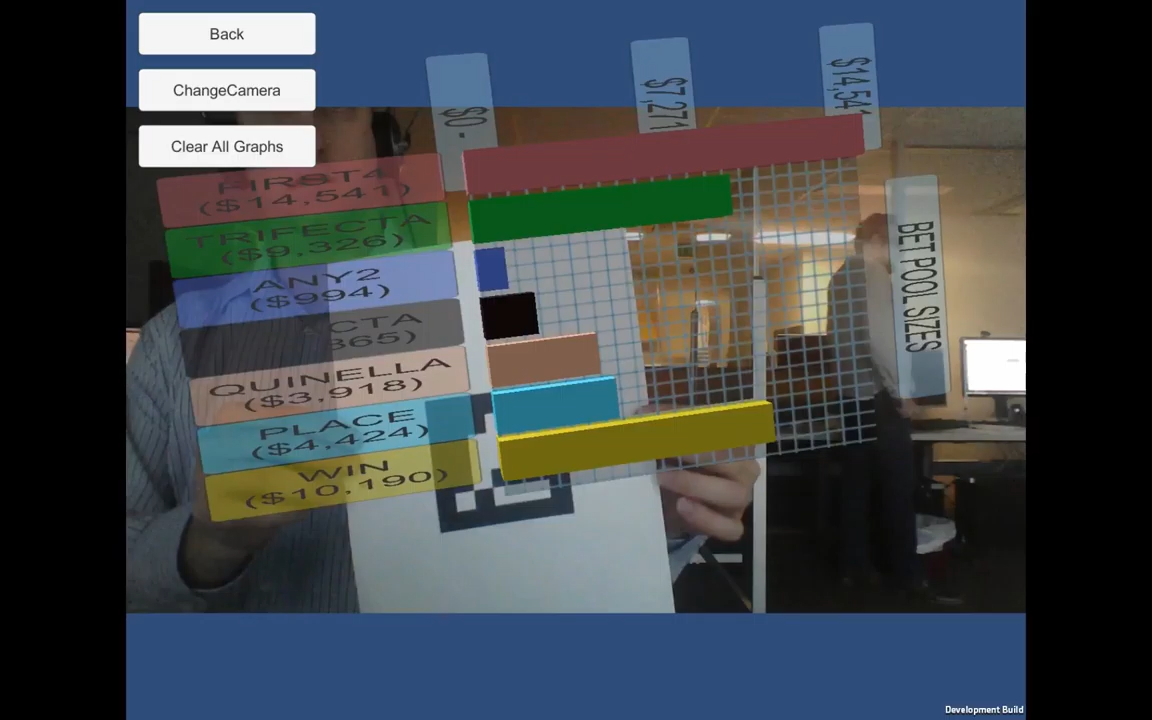 Back
ChangeCamera
Clear All Graphs
$0-
$7,271
$14,541
FIRST4
($14,541)
TRIFECTA
($9,326)
ANY2
($994)
QUINELLA
($3,918)
PLACE
($4,424)
WIN
($10,190)
BET POOL SIZES
Development Build